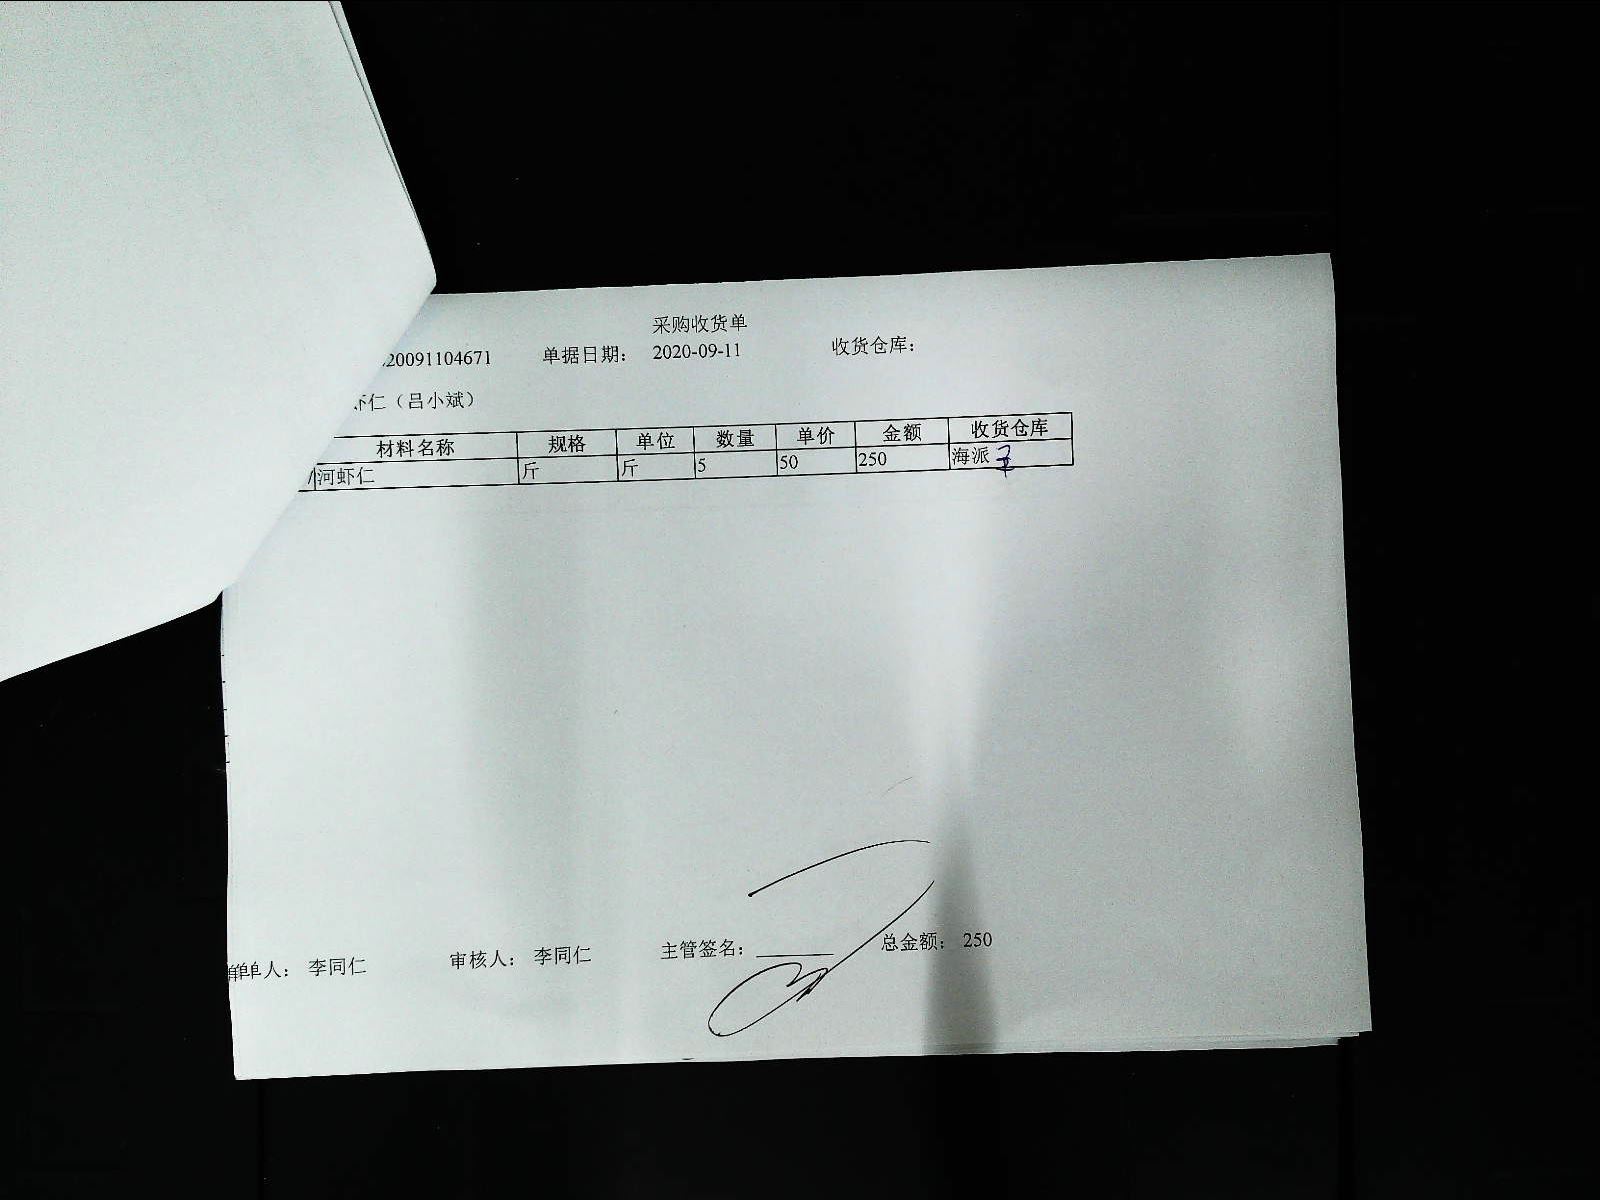 采购收货单
20091104671 单据日期： 2020-09-11 收货仓库：
虾仁（吕小斌）
材料名称 规格 单位 数量 单价 金额 收货仓库
河虾仁 斤 斤 5 50 250 海派
单人： 李同仁 审核人： 李同仁 主管签名： 总金额： 250